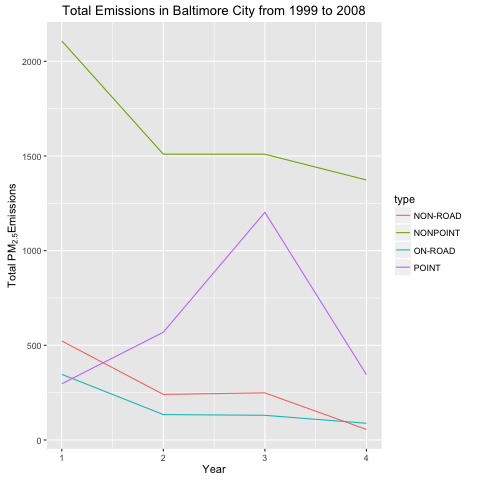 Total Emissions in Baltimore City from 1999 to 2008
2000
1500
1000
500
0
Total PM2.5Emissions
1 2 3 4
Year
type
NON-ROAD
NONPOINT
ON-ROAD
POINT